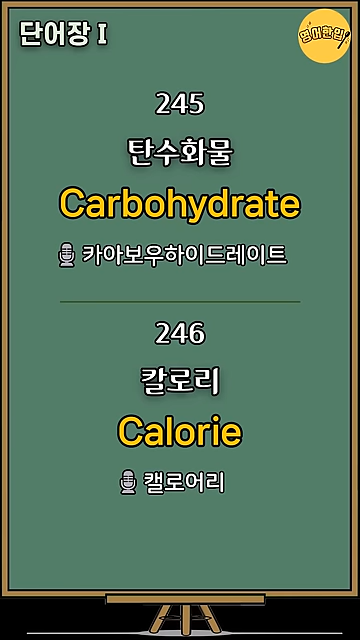 단어장 I
영어한입
245
탄수화물
Carbohydrate
카아보우하이드레이트
246
칼로리
Calorie
캘로어리